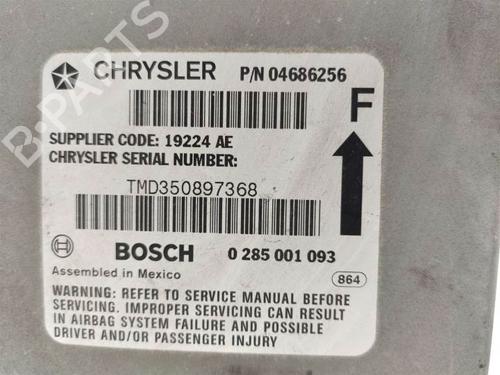 CHRYSLER P/N 04686256
F
SUPPLIER CODE: 19224 AE
CHRYSLER SERIAL NUMBER:
TMD350897368
BOSCH 0 285 001 093
Assembled in Mexico 864
WARNING: REFER TO SERVICE MANUAL BEFORE
SERVICING. IMPROPER SERVICING CAN RESULT
IN AIRBAG SYSTEM FAILURE AND POSSIBLE
DRIVER AND/OR PASSENGER INJURY
B-PARTS